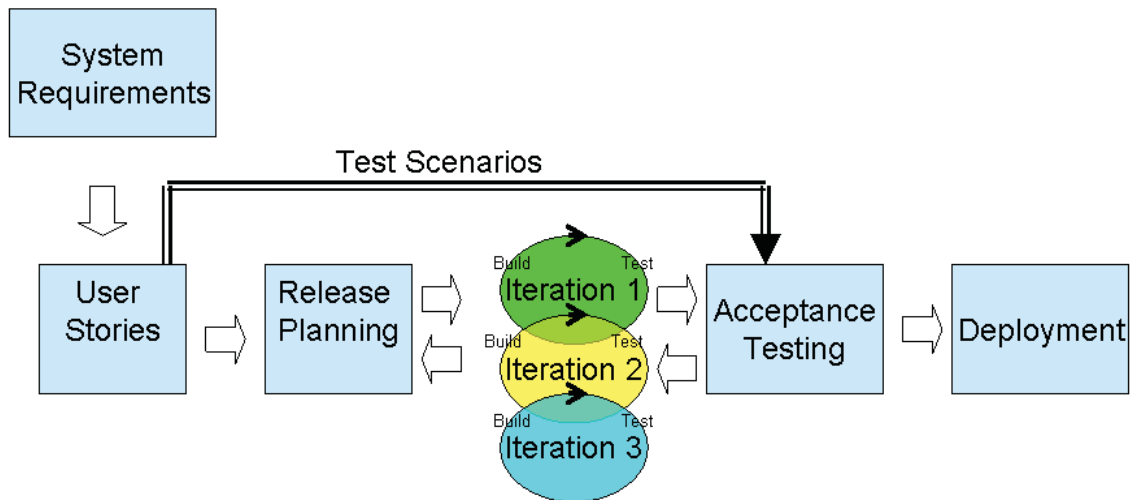 System
Requirements
Test Scenarios
User
Stories
Release
Planning
Build
Test
Iteration 1
Build
Test
Iteration 2
Build
Test
Iteration 3
Acceptance
Testing
Deployment